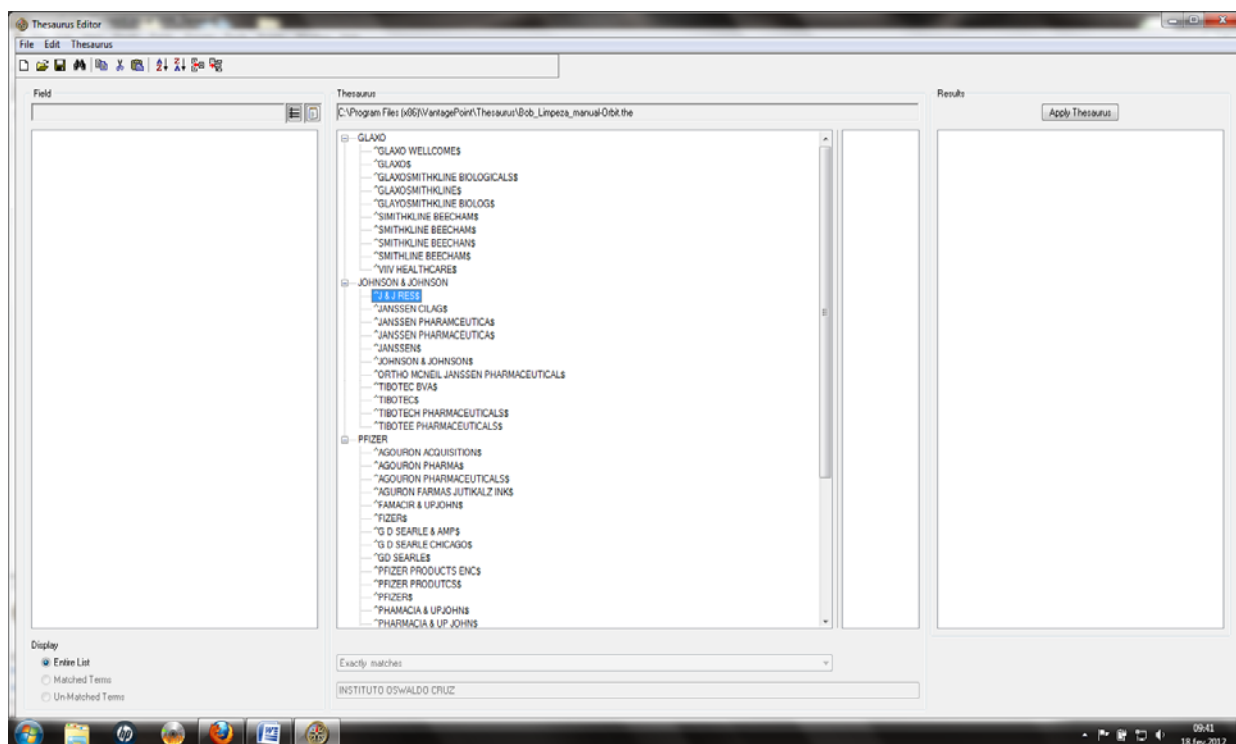 Thesaurus Editor
File Edit Thesaurus
Field
Thesaurus
Results
C:\Program Files (x86)\VantagePoint\Thesaurus\Bob_Limpeza_manual-Orbit.the
Apply Thesaurus
GLAXO
^GLAXO WELLCOME$
^GLAXO$
^GLAXOSMITHKLINE BIOLOGICALS$
^GLAXOSMITHKLINE$
^GLAYOSMITHKLINE BIOLOG$
^SIMITHKLINE BEECHAM$
^SMITHKLINE BEECHAM$
^SMITHKLINE BEECHAN$
^SMITHLINE BEECHAM$
^VIIV HEALTHCARE$
JOHNSON & JOHNSON
^J & J RES$
^JANSSEN CILAG$
^JANSSEN PHARAMCEUTICA$
^JANSSEN PHARMACEUTICA$
^JANSSEN$
^JOHNSON & JOHNSON$
^ORTHO MCNEIL JANSSEN PHARMACEUTICAL$
^TIBOTEC BVA$
^TIBOTEC$
^TIBOTECH PHARMACEUTICALS$
^TIBOTEE PHARMACEUTICALS$
PFIZER
^AGOURON ACQUISITION$
^AGOURON PHARMA$
^AGOURON PHARMACEUTICALS$
^AGURON FARMAS JUTIKALZ INK$
^FAMACIR & UPJOHN$
^FIZER$
^G D SEARLE & AMP$
^G D SEARLE CHICAGO$
^GD SEARLE$
^PFIZER PRODUCTS ENC$
^PFIZER PRODUTCS$
^PFIZER$
^PHAMACIA & UPJOHN$
^PHARMACIA & UP JOHN$
Display
Entire List
Matched Terms
Un-Matched Terms
Exactly matches
INSTITUTO OSWALDO CRUZ
09:41
18 fev 2012